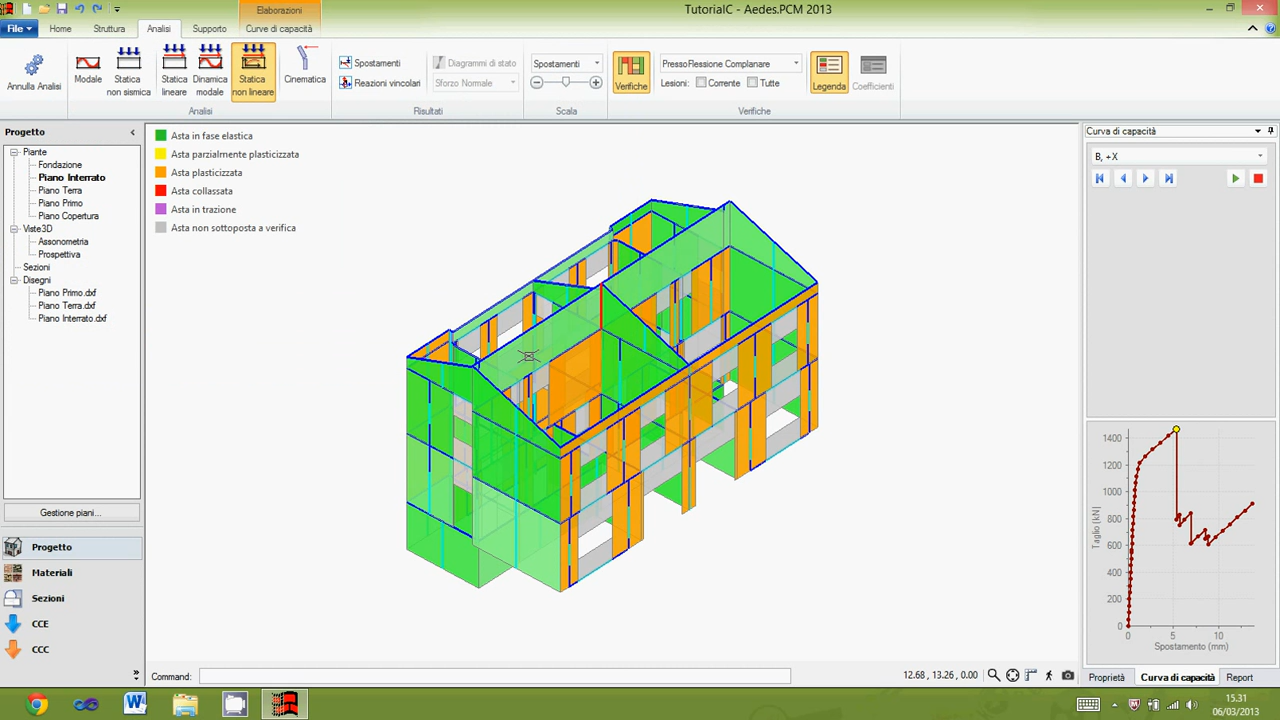 TutorialC - Aedes.PCM 2013
Elaborazioni
File
Home
Struttura
Analisi
Supporto
Curve di capacità
Annulla Analisi
Modale
Statica non sismica
Statica lineare
Dinamica modale
Statica non lineare
Cinematica
Analisi
Spostamenti
Reazioni vincolari
Diagrammi di stato
Sforzo Normale
Risultati
Spostamenti
Scala
Verifiche
PressoFlessione Complanare
Lesioni:
Corrente
Tutte
Legenda
Coefficienti
Verifiche
Progetto
Piante
Fondazione
Piano Interrato
Piano Terra
Piano Primo
Piano Copertura
Viste3D
Assonometria
Prospettiva
Sezioni
Disegni
Piano Primo.dxf
Piano Terra.dxf
Piano Interrato.dxf
Gestione piani...
Progetto
Materiali
Sezioni
CCE
CCC
Asta in fase elastica
Asta parzialmente plasticizzata
Asta plasticizzata
Asta collassata
Asta in trazione
Asta non sottoposta a verifica
Command:
12.68 , 13.26 , 0.00
Curva di capacità
B, +X
Taglio (kN)
1400
1200
1000
800
600
400
200
0
0
5
10
Spostamento (mm)
Proprietà
Curva di capacità
Report
15.31
06/03/2013